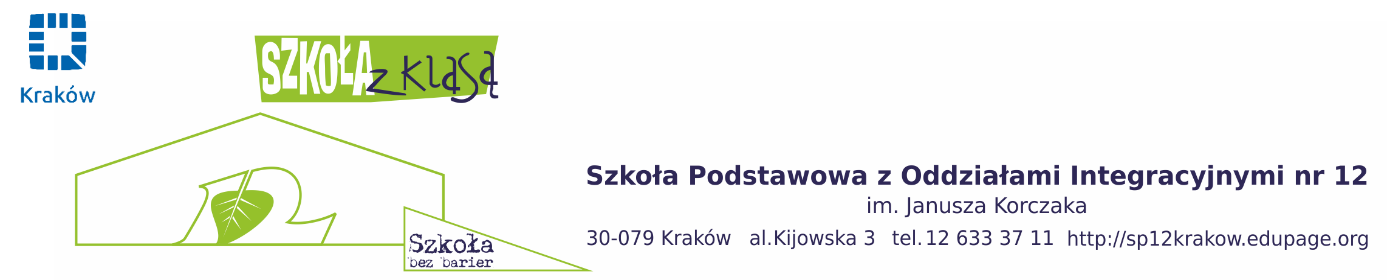 Kraków
SZKOŁA z klasą
12
Szkoła
bez barier
Szkoła Podstawowa z Oddziałami Integracyjnymi nr 12
im. Janusza Korczaka
30-079 Kraków al.Kijowska 3 tel.12 633 37 11 http://sp12krakow.edupage.org